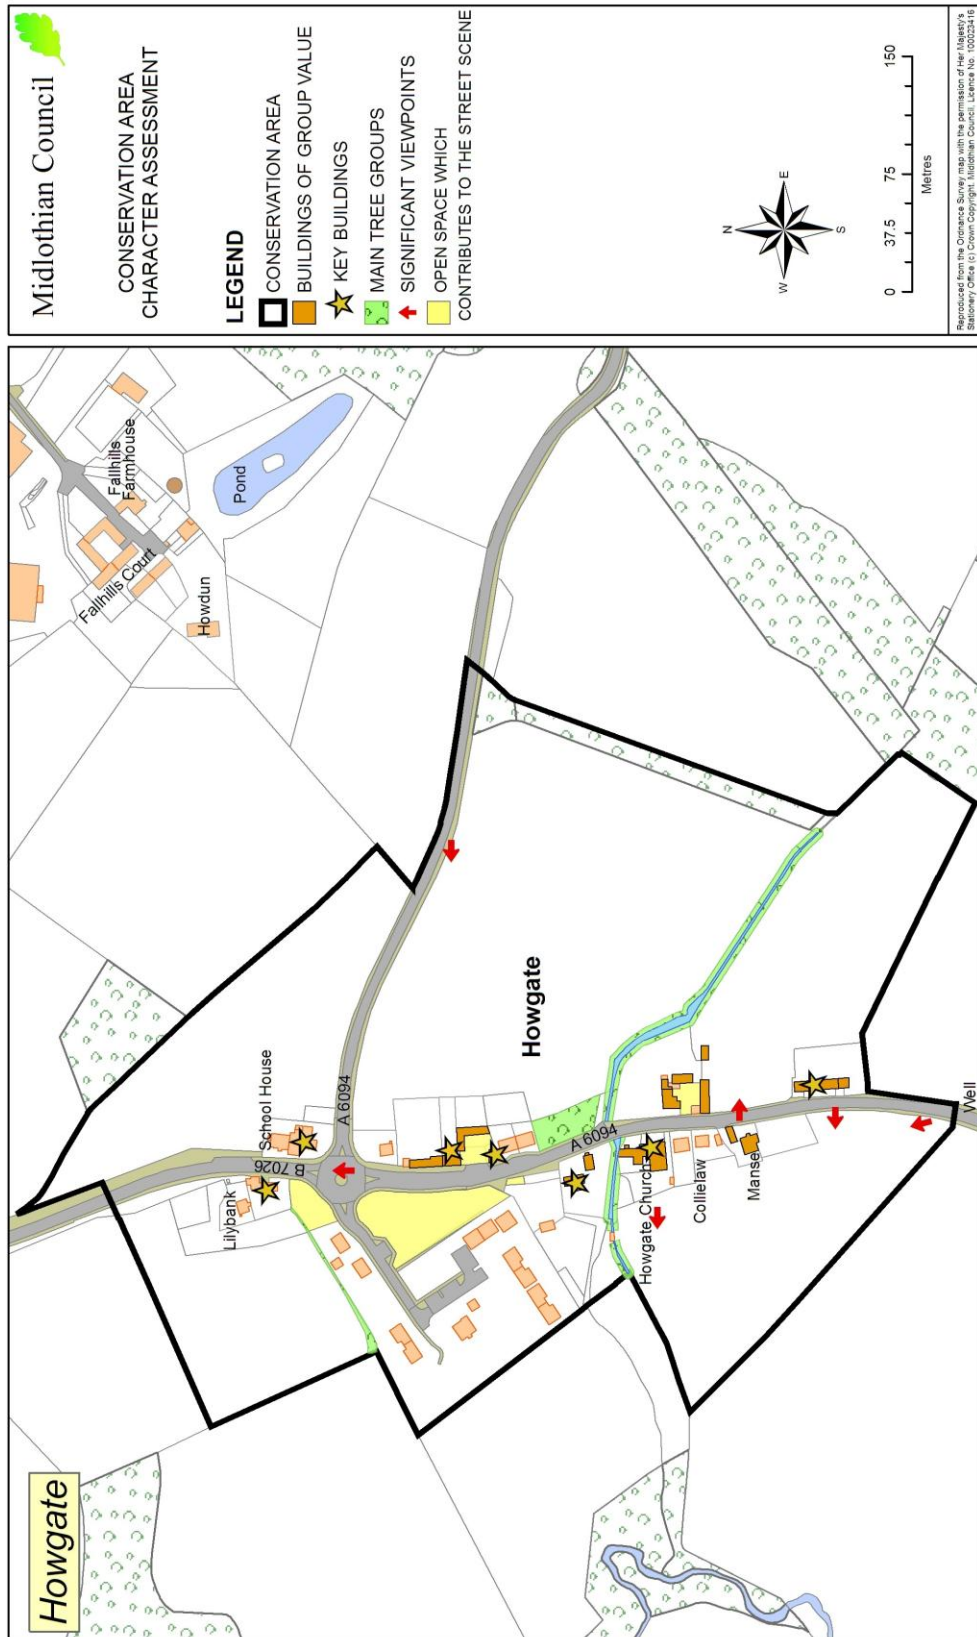 Howgate
Fallhills
Farmhouse
Fallhills Court
Howdun
Pond
School House
Lilybank
B 7026
A 6094
Howgate
A 6094
Howgate Church
Collielaw
Manse
Well
Midlothian Council
CONSERVATION AREA
CHARACTER ASSESSMENT
LEGEND
CONSERVATION AREA
BUILDINGS OF GROUP VALUE
KEY BUILDINGS
MAIN TREE GROUPS
SIGNIFICANT VIEWPOINTS
OPEN SPACE WHICH
CONTRIBUTES TO THE STREET SCENE
N
W E
S
0 37.5 75 150
Metres
Reproduced from the Ordnance Survey map with the permission of Her Majesty's
Stationery Office (c) Crown Copyright. Midlothian Council. Licence No. 100023416